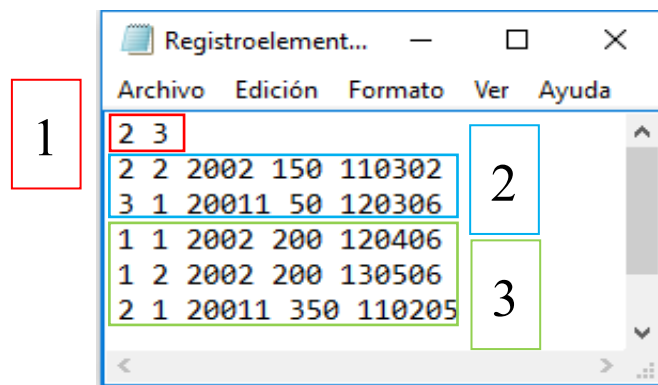 Registroelement...
Archivo Edición Formato Ver Ayuda
1
2 3
2 2 2002 150 110302
3 1 20011 50 120306
2
1 1 2002 200 120406
1 2 2002 200 130506
2 1 20011 350 110205
3